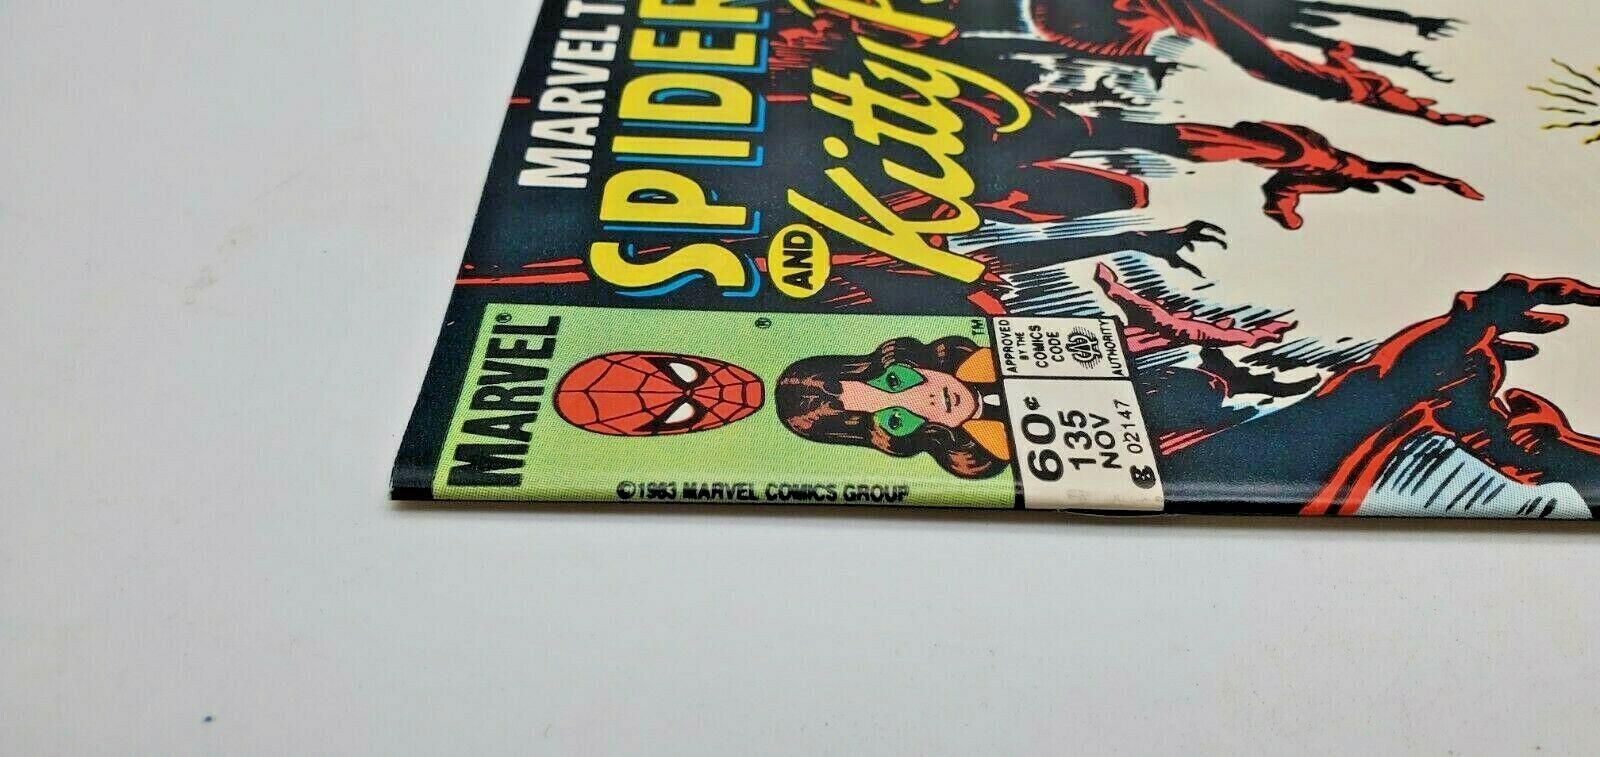 MARVEL T
SPIDER
AND
Kitty P
MARVEL®
®
TM
©1983 MARVEL COMICS GROUP
APPROVED
BY THE
COMICS
CODE
AUTHORITY
60¢
135
NOV
02147